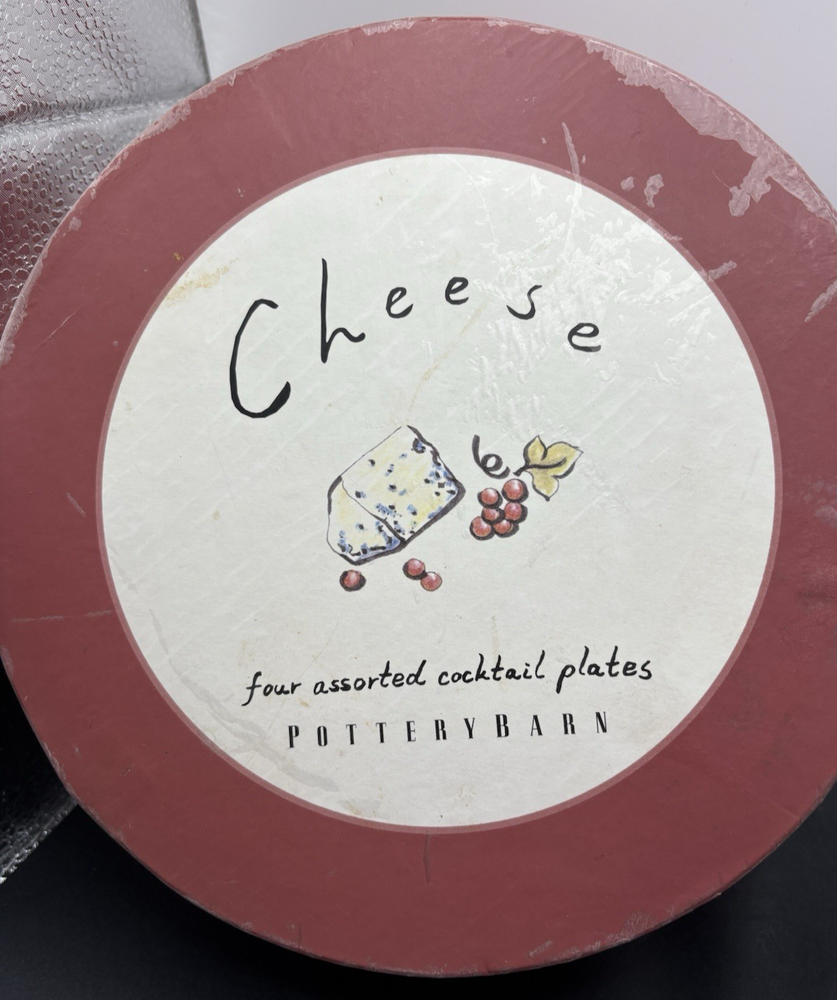 Cheese
four assorted cocktail plates
POTTERYBARN